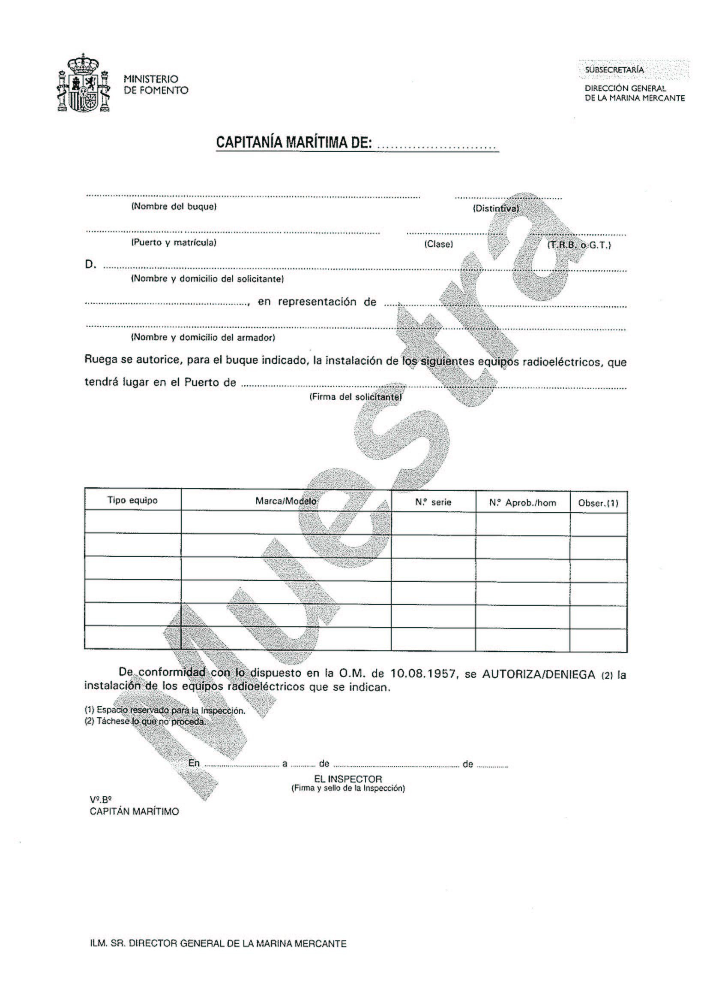 MINISTERIO
DE FOMENTO
SUBSECRETARÍA
DIRECCIÓN GENERAL
DE LA MARINA MERCANTE
CAPITANÍA MARÍTIMA DE: ..........................
(Nombre del buque) (Distintiva)
(Puerto y matrícula) (Clase) (T.R.B. o G.T.)
D. ..........................
(Nombre y domicilio del solicitante)
.........................., en representación de ..........................
(Nombre y domicilio del armador)
Ruega se autorice, para el buque indicado, la instalación de los siguientes equipos radioeléctricos, que
tendrá lugar en el Puerto de ..........................
(Firma del solicitante)
Tipo equipo Marca/Modelo N.º serie N.º Aprob./hom Obser.(1)
De conformidad con lo dispuesto en la O.M. de 10.08.1957, se AUTORIZA/DENIEGA (2) la
instalación de los equipos radioeléctricos que se indican.
(1) Espacio reservado para la Inspección.
(2) Táchese lo que no proceda.
En .......................... a .......... de .......................... de ..........
EL INSPECTOR
(Firma y sello de la Inspección)
Vº.Bº
CAPITÁN MARÍTIMO
ILM. SR. DIRECTOR GENERAL DE LA MARINA MERCANTE
Muestra